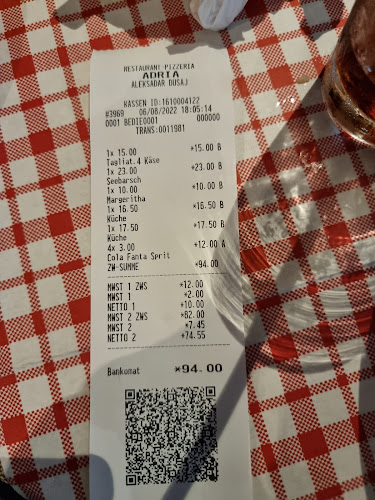 RESTAURANT-PIZZERIA
ADRIA
ALEKSADAR DUSAJ
KASSEN ID:1610004122
#3969 06/08/2022 18:05:14
0001 BEDIE0001 000000
TRANS:0011981
1x 15.00 *15.00 B
Tagliat.4 Käse
1x 23.00 *23.00 B
Seebarsch
1x 10.00 *10.00 B
Margeritha
1x 16.50 *16.50 B
Küche
1x 17.50 *17.50 B
Küche
4x 3.00 *12.00 A
Cola Fanta Sprit
ZW-SUMME *94.00
MWST 1 ZWS *12.00
MWST 1 *2.00
NETTO 1 *10.00
MWST 2 ZWS *82.00
MWST 2 *7.45
NETTO 2 *74.55
Bankomat *94.00